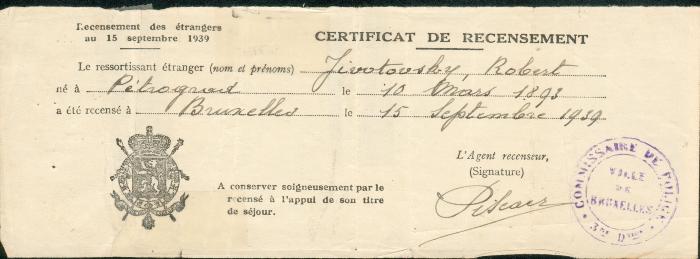 Recensement des étrangers
au 15 septembre 1939
CERTIFICAT DE RECENSEMENT
Le ressortissant étranger (nom et prénoms) Jivotovsky, Robert
né à Pétrograd le 10 Mars 1893
a été recensé à Bruxelles le 15 Septembre 1939
L'Agent recenseur,
(Signature)
A conserver soigneusement par le
recensé à l'appui de son titre
de séjour.
COMMISSAIRE DE POLICE
VILLE
DE
BRUXELLES